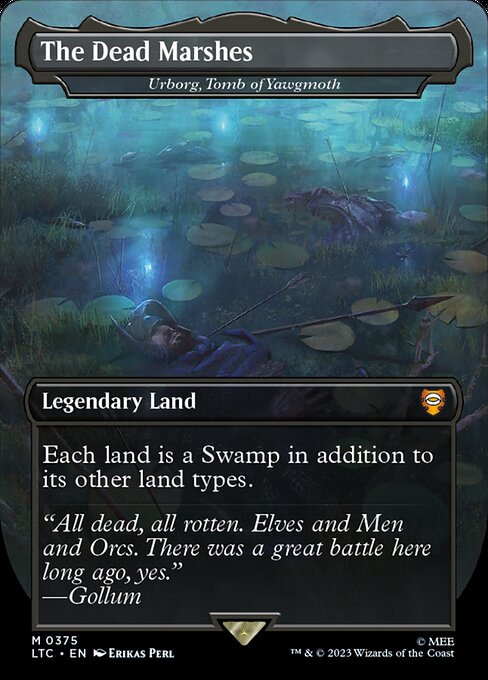 The Dead Marshes
Urborg, Tomb of Yawgmoth
Legendary Land
Each land is a Swamp in addition to
its other land types.
“All dead, all rotten. Elves and Men
and Orcs. There was a great battle here
long ago, yes.”
—Gollum
M 0375
LTC • EN Erikas Perl
© MEE
™ & © 2023 Wizards of the Coast